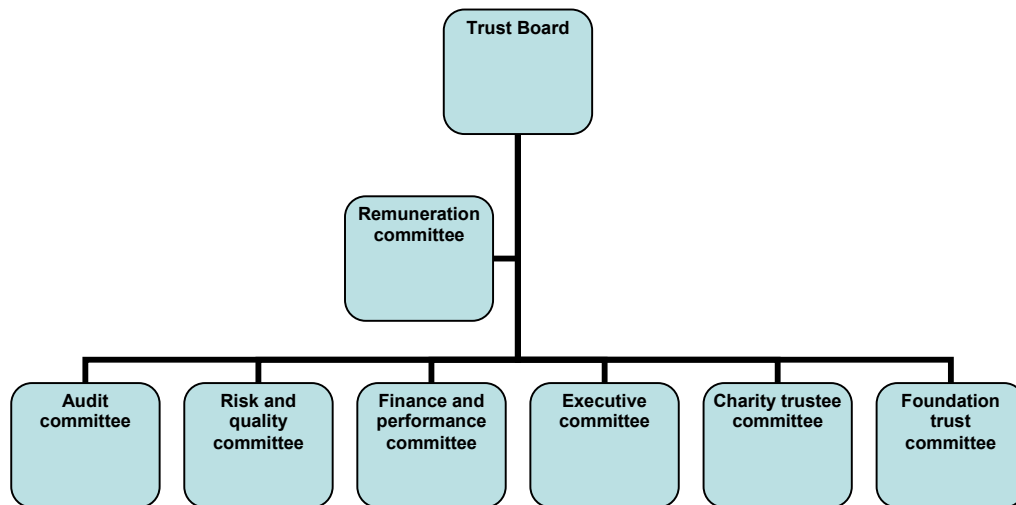 Trust Board
Remuneration
committee
Audit
committee
Risk and
quality
committee
Finance and
performance
committee
Executive
committee
Charity trustee
committee
Foundation
trust
committee